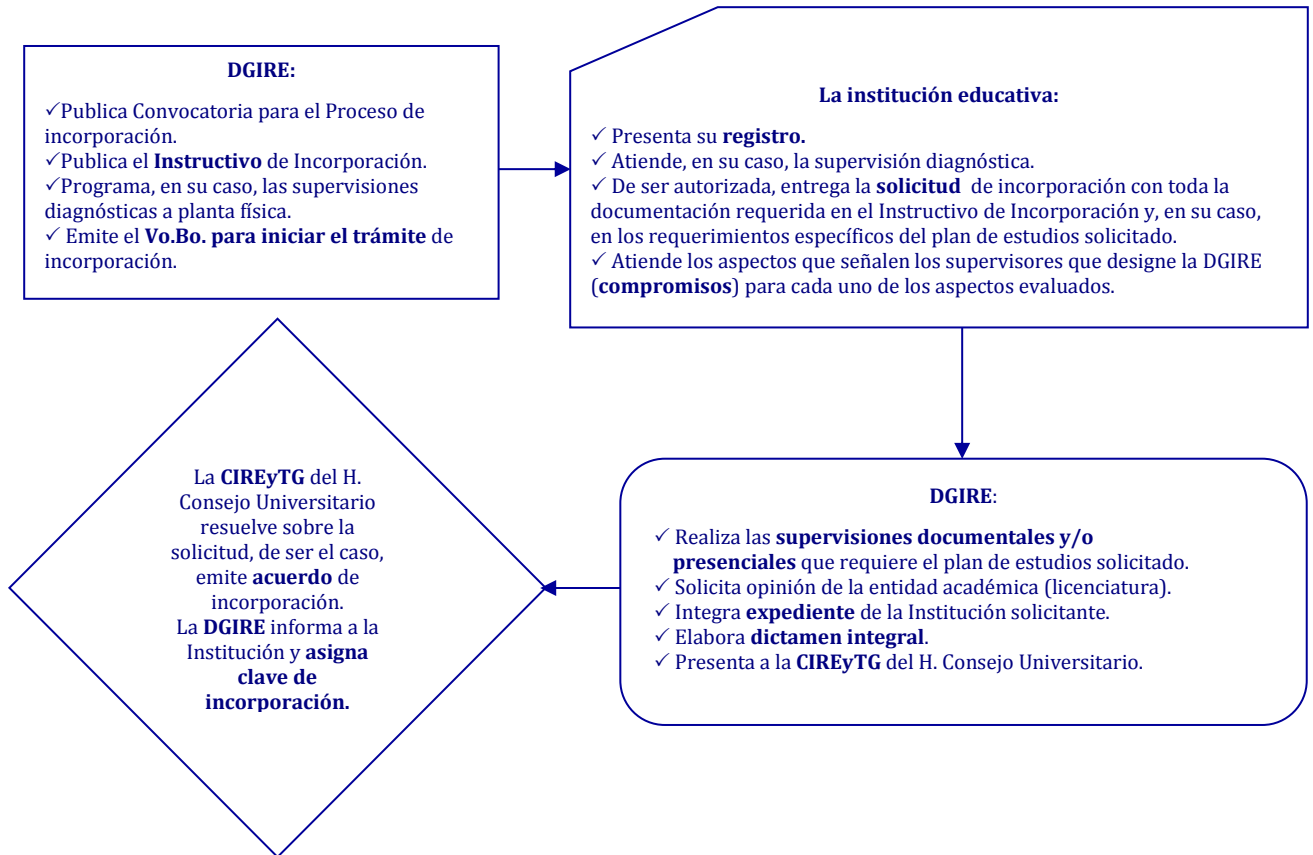 DGIRE:
✓Publica Convocatoria para el Proceso de
incorporación.
✓Publica el Instructivo de Incorporación.
✓Programa, en su caso, las supervisiones
diagnósticas a planta física.
✓ Emite el Vo.Bo. para iniciar el trámite de
incorporación.
La institución educativa:
✓ Presenta su registro.
✓ Atiende, en su caso, la supervisión diagnóstica.
✓ De ser autorizada, entrega la solicitud de incorporación con toda la
documentación requerida en el Instructivo de Incorporación y, en su caso,
en los requerimientos específicos del plan de estudios solicitado.
✓ Atiende los aspectos que señalen los supervisores que designe la DGIRE
(compromisos) para cada uno de los aspectos evaluados.
DGIRE:
✓ Realiza las supervisiones documentales y/o
presenciales que requiere el plan de estudios solicitado.
✓ Solicita opinión de la entidad académica (licenciatura).
✓ Integra expediente de la Institución solicitante.
✓ Elabora dictamen integral.
✓ Presenta a la CIREyTG del H. Consejo Universitario.
La CIREyTG del H.
Consejo Universitario
resuelve sobre la
solicitud, de ser el caso,
emite acuerdo de
incorporación.
La DGIRE informa a la
Institución y asigna
clave de
incorporación.